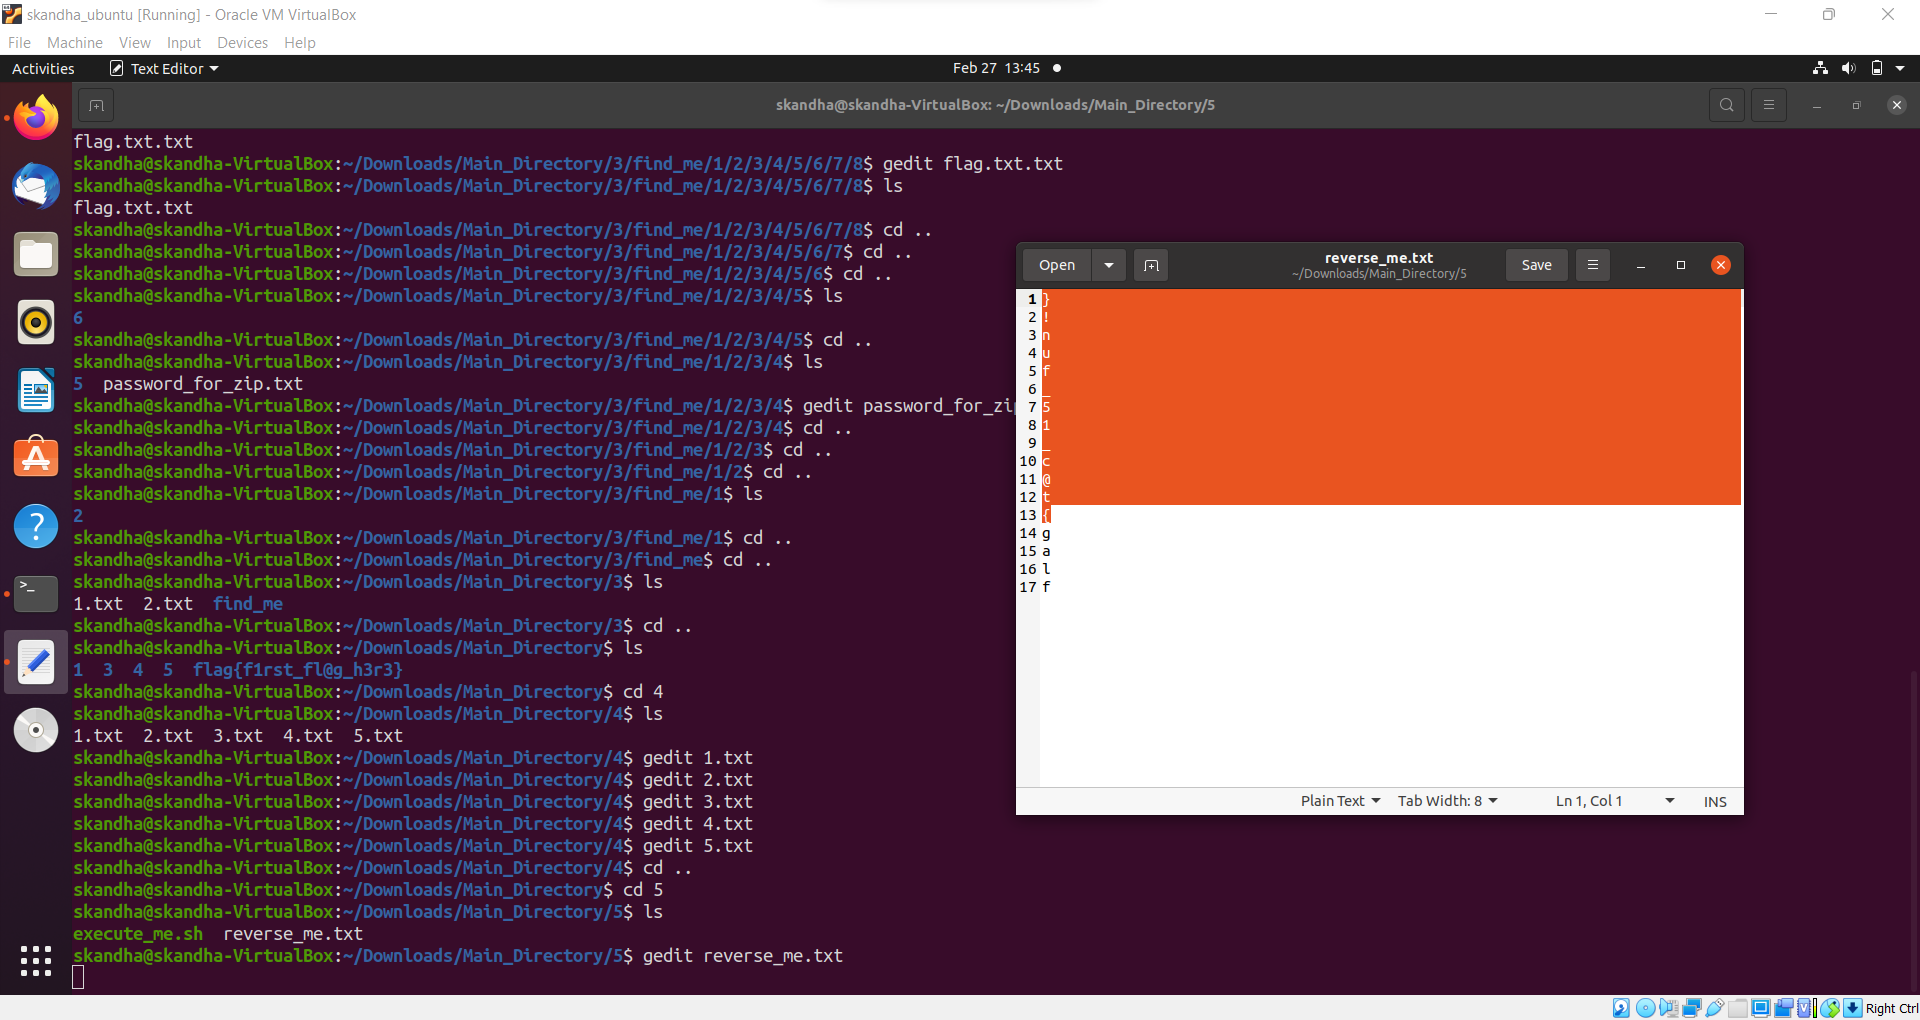 skandha_ubuntu [Running] - Oracle VM VirtualBox
File Machine View Input Devices Help
Activities Text Editor Feb 27 13:45
skandha@skandha-VirtualBox: ~/Downloads/Main_Directory/5
flag.txt.txt
skandha@skandha-VirtualBox:~/Downloads/Main_Directory/3/find_me/1/2/3/4/5/6/7/8$ gedit flag.txt.txt
skandha@skandha-VirtualBox:~/Downloads/Main_Directory/3/find_me/1/2/3/4/5/6/7/8$ ls
flag.txt.txt
skandha@skandha-VirtualBox:~/Downloads/Main_Directory/3/find_me/1/2/3/4/5/6/7/8$ cd ..
skandha@skandha-VirtualBox:~/Downloads/Main_Directory/3/find_me/1/2/3/4/5/6/7$ cd ..
skandha@skandha-VirtualBox:~/Downloads/Main_Directory/3/find_me/1/2/3/4/5/6$ cd ..
skandha@skandha-VirtualBox:~/Downloads/Main_Directory/3/find_me/1/2/3/4/5$ ls
6
skandha@skandha-VirtualBox:~/Downloads/Main_Directory/3/find_me/1/2/3/4/5$ cd ..
skandha@skandha-VirtualBox:~/Downloads/Main_Directory/3/find_me/1/2/3/4$ ls
5 password_for_zip.txt
skandha@skandha-VirtualBox:~/Downloads/Main_Directory/3/find_me/1/2/3/4$ gedit password_for_zi
skandha@skandha-VirtualBox:~/Downloads/Main_Directory/3/find_me/1/2/3/4$ cd ..
skandha@skandha-VirtualBox:~/Downloads/Main_Directory/3/find_me/1/2/3$ cd ..
skandha@skandha-VirtualBox:~/Downloads/Main_Directory/3/find_me/1/2$ cd ..
skandha@skandha-VirtualBox:~/Downloads/Main_Directory/3/find_me/1$ ls
2
skandha@skandha-VirtualBox:~/Downloads/Main_Directory/3/find_me/1$ cd ..
skandha@skandha-VirtualBox:~/Downloads/Main_Directory/3/find_me$ cd ..
skandha@skandha-VirtualBox:~/Downloads/Main_Directory/3$ ls
1.txt 2.txt find_me
skandha@skandha-VirtualBox:~/Downloads/Main_Directory/3$ cd ..
skandha@skandha-VirtualBox:~/Downloads/Main_Directory$ ls
1 3 4 5 flag{f1rst_fl@g_h3r3}
skandha@skandha-VirtualBox:~/Downloads/Main_Directory$ cd 4
skandha@skandha-VirtualBox:~/Downloads/Main_Directory/4$ ls
1.txt 2.txt 3.txt 4.txt 5.txt
skandha@skandha-VirtualBox:~/Downloads/Main_Directory/4$ gedit 1.txt
skandha@skandha-VirtualBox:~/Downloads/Main_Directory/4$ gedit 2.txt
skandha@skandha-VirtualBox:~/Downloads/Main_Directory/4$ gedit 3.txt
skandha@skandha-VirtualBox:~/Downloads/Main_Directory/4$ gedit 4.txt
skandha@skandha-VirtualBox:~/Downloads/Main_Directory/4$ gedit 5.txt
skandha@skandha-VirtualBox:~/Downloads/Main_Directory/4$ cd ..
skandha@skandha-VirtualBox:~/Downloads/Main_Directory$ cd 5
skandha@skandha-VirtualBox:~/Downloads/Main_Directory/5$ ls
execute_me.sh reverse_me.txt
skandha@skandha-VirtualBox:~/Downloads/Main_Directory/5$ gedit reverse_me.txt
Open reverse_me.txt Save
~/Downloads/Main_Directory/5
1 }
2 !
3 n
4 u
5 f
6 _
7 5
8 1
9 _
10 c
11 @
12 t
13 {
14 g
15 a
16 l
17 f
Plain Text Tab Width: 8 Ln 1, Col 1 INS
Right Ctrl